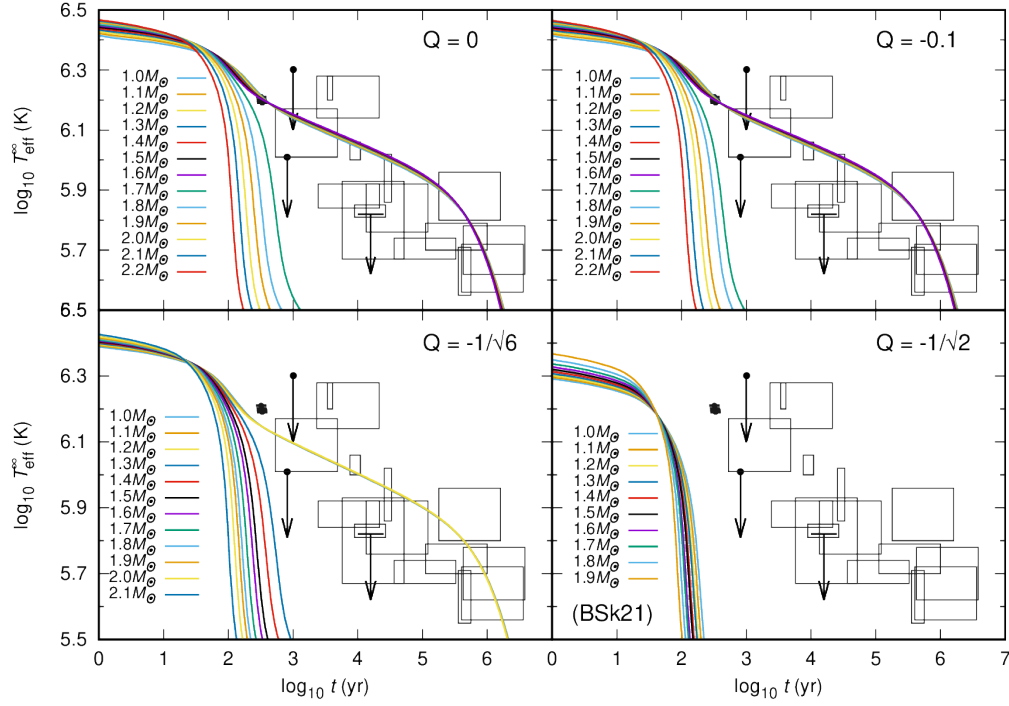 Q = 0
1.0M⊙
1.1M⊙
1.2M⊙
1.3M⊙
1.4M⊙
1.5M⊙
1.6M⊙
1.7M⊙
1.8M⊙
1.9M⊙
2.0M⊙
2.1M⊙
2.2M⊙
6.5
6.3
6.1
5.9
5.7
6.5
log₁₀ T∞eff (K)
Q = -0.1
1.0M⊙
1.1M⊙
1.2M⊙
1.3M⊙
1.4M⊙
1.5M⊙
1.6M⊙
1.7M⊙
1.8M⊙
1.9M⊙
2.0M⊙
2.1M⊙
2.2M⊙
Q = -1/√6
1.0M⊙
1.1M⊙
1.2M⊙
1.3M⊙
1.4M⊙
1.5M⊙
1.6M⊙
1.7M⊙
1.8M⊙
1.9M⊙
2.0M⊙
2.1M⊙
6.3
6.1
5.9
5.7
5.5
log₁₀ T∞eff (K)
0 1 2 3 4 5 6
log₁₀ t (yr)
Q = -1/√2
1.0M⊙
1.1M⊙
1.2M⊙
1.3M⊙
1.4M⊙
1.5M⊙
1.6M⊙
1.7M⊙
1.8M⊙
1.9M⊙
(BSk21)
0 1 2 3 4 5 6 7
log₁₀ t (yr)